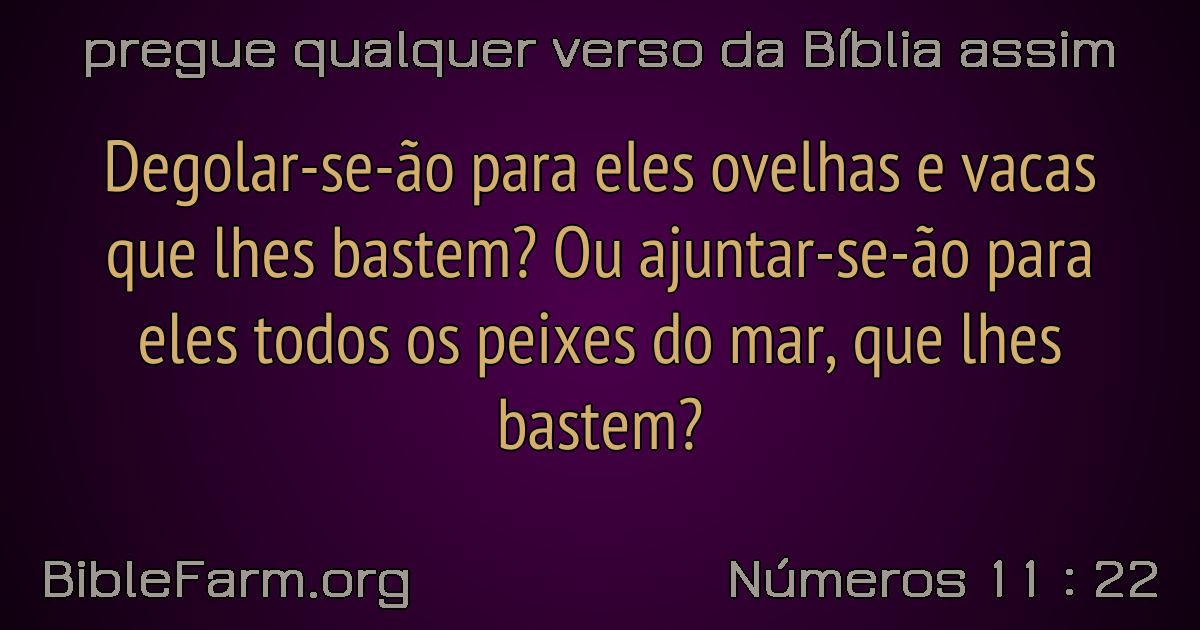 pregue qualquer verso da Bíblia assim
Degolar-se-ão para eles ovelhas e vacas
que lhes bastem? Ou ajuntar-se-ão para
eles todos os peixes do mar, que lhes
bastem?
BibleFarm.org
Números 11 : 22